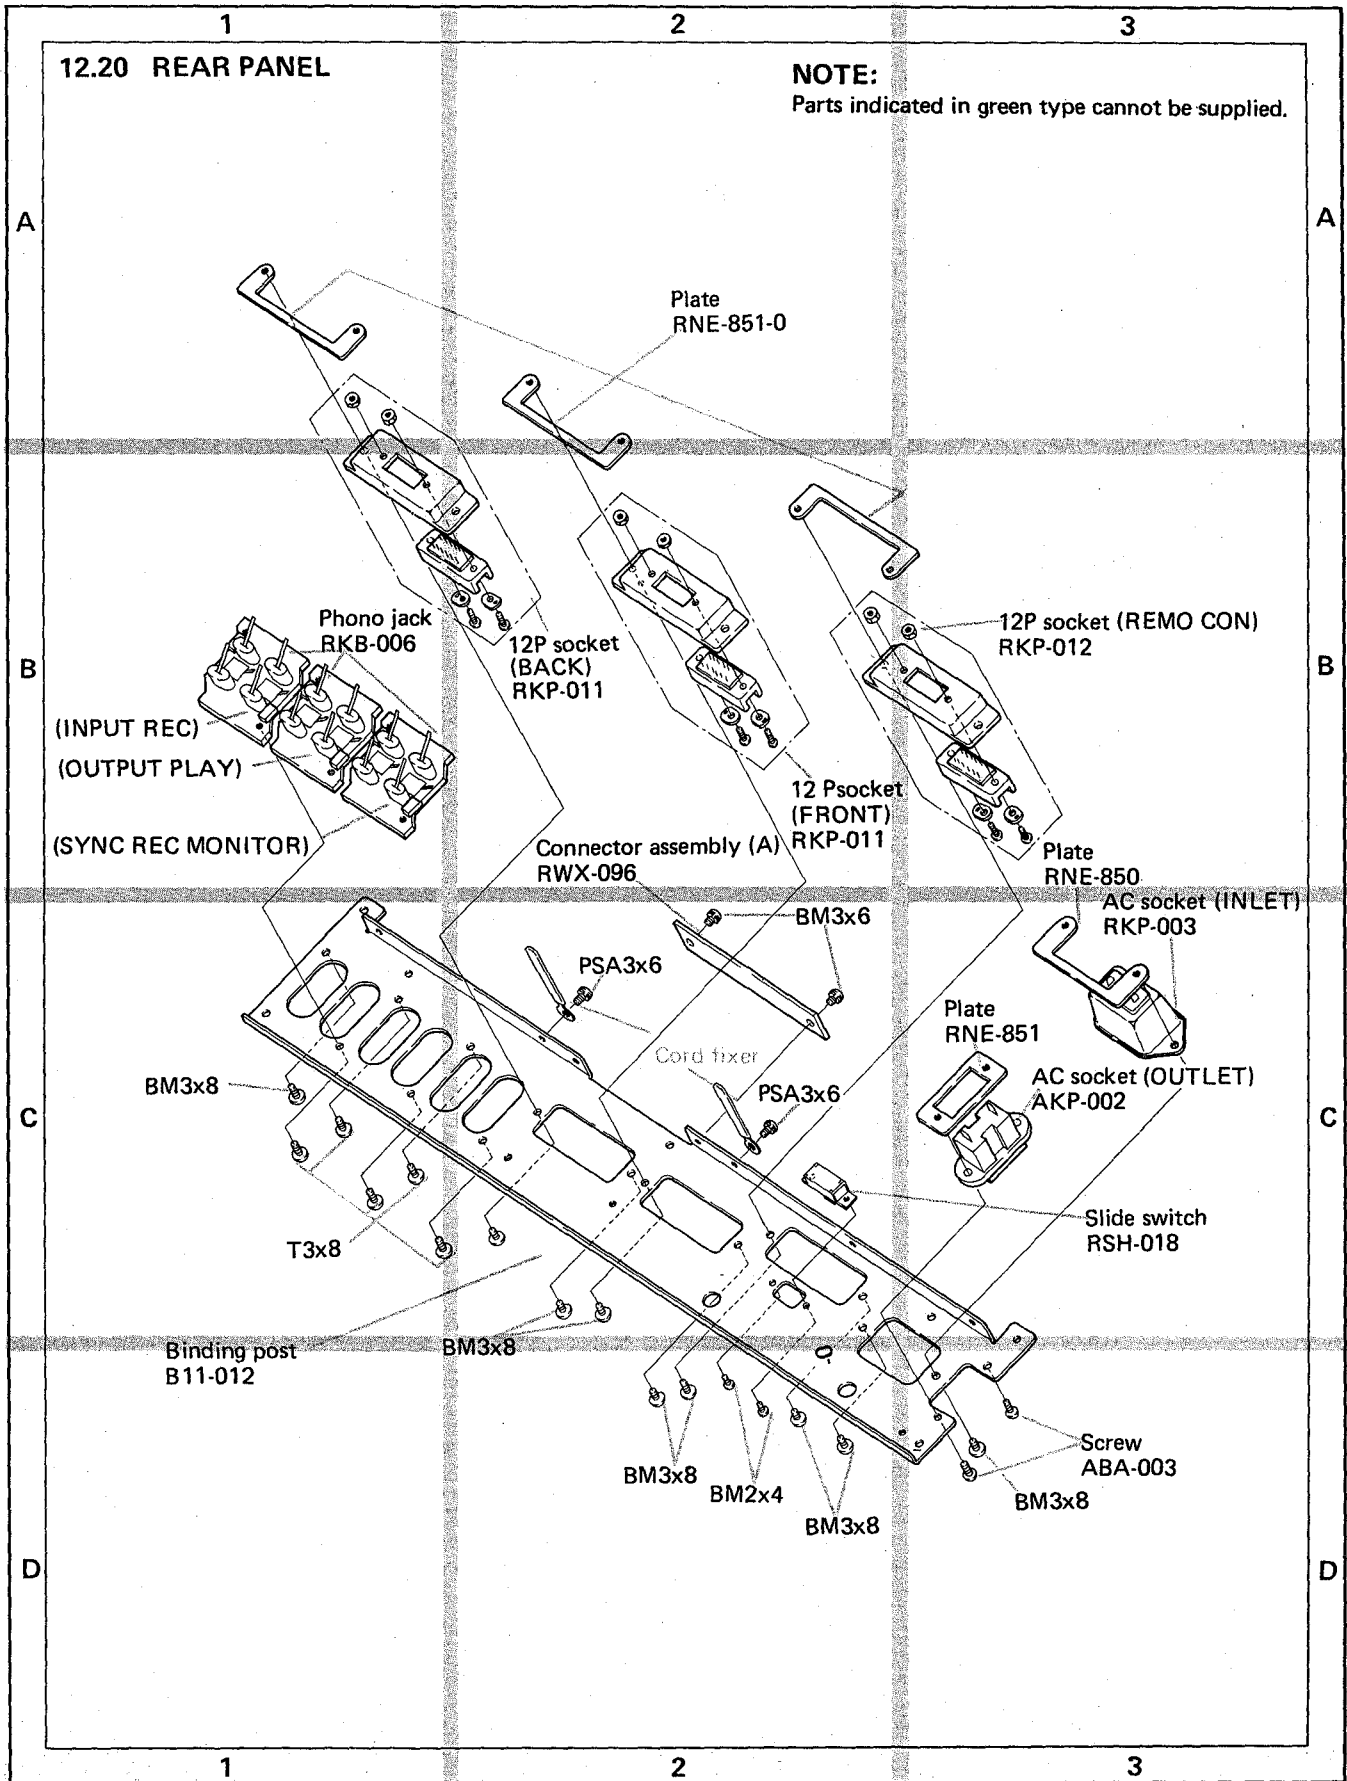 1 2 3
12.20 REAR PANEL
NOTE:
Parts indicated in green type cannot be supplied.
A A
Plate
RNE-851-0
Phono jack
RKB-006
12P socket
(BACK)
RKP-011
12P socket (REMO CON)
RKP-012
B B
(INPUT REC)
(OUTPUT PLAY)
(SYNC REC MONITOR)
12 Psocket
(FRONT)
RKP-011
Connector assembly (A)
RWX-096
Plate
RNE-850
AC socket (INLET)
RKP-003
BM3x6
PSA3x6
Plate
RNE-851
Cord fixer
AC socket (OUTLET)
AKP-002
BM3x8
PSA3x6
C C
T3x8
Slide switch
RSH-018
Binding post
B11-012
BM3x8
BM3x8
BM2x4
BM3x8
Screw
ABA-003
BM3x8
D D
1 2 3